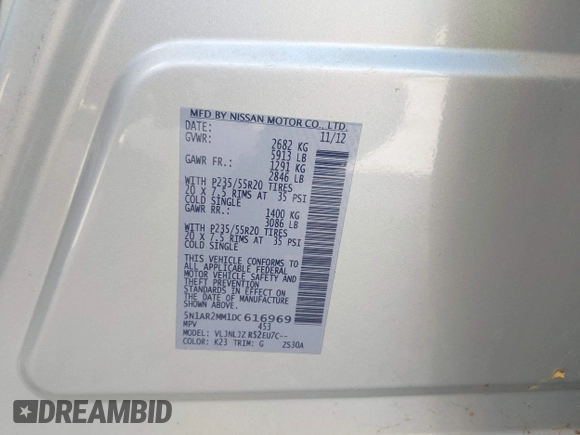 MFD BY NISSAN MOTOR CO., LTD.
DATE: 11/12
GVWR: 2682 KG
5913 LB
GAWR FR.: 1291 KG
2846 LB
WITH P235/55R20 TIRES
20 X 7.5 RIMS AT 35 PSI
COLD SINGLE
GAWR RR.: 1400 KG
3086 LB
WITH P235/55R20 TIRES
20 X 7.5 RIMS AT 35 PSI
COLD SINGLE
THIS VEHICLE CONFORMS TO
ALL APPLICABLE FEDERAL
MOTOR VEHICLE SAFETY AND
THEFT PREVENTION
STANDARDS IN EFFECT ON
THE DATE OF MANUFACTURE
SHOWN ABOVE.
5N1AR2MM1DC616969
MPV 453
MODEL: VLJNLJZ R52EU7C--
COLOR: K23 TRIM: G 2S30A
DREAMBID